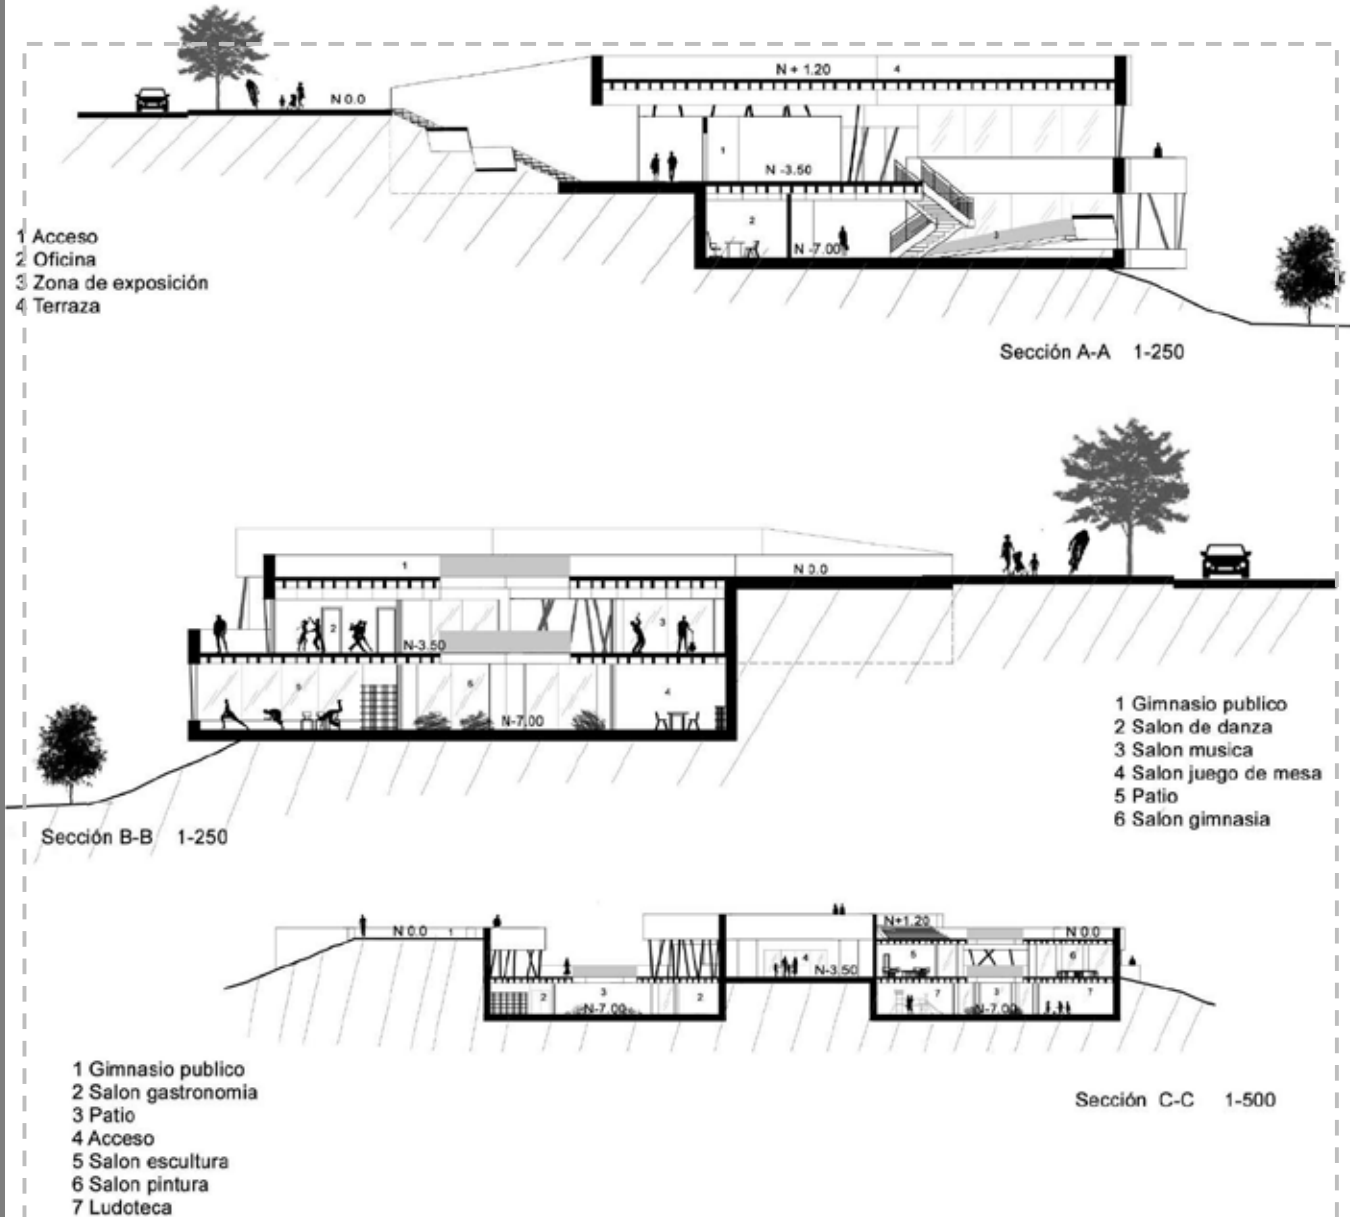 N + 1.20 4
N 0.0
1
N -3.50
2
N -7.00
3
1 Acceso
2 Oficina
3 Zona de exposición
4 Terraza
Sección A-A 1-250
1
N 0.0
2
3
N-3.50
5
6
4
N-7.00
1 Gimnasio publico
2 Salon de danza
3 Salon musica
4 Salon juego de mesa
5 Patio
6 Salon gimnasia
Sección B-B 1-250
N 0.0 1
N+1.20
N 0.0
4
5
6
N-3.50
2
3
2
7
3
7
N-7.00
N-7.00
1 Gimnasio publico
2 Salon gastronomia
3 Patio
4 Acceso
5 Salon escultura
6 Salon pintura
7 Ludoteca
Sección C-C 1-500